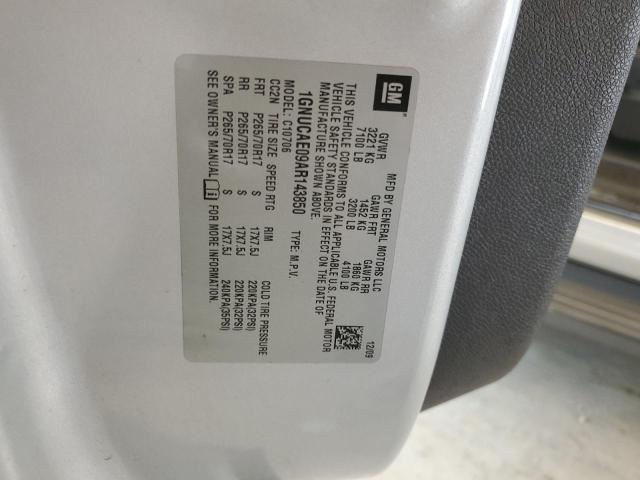 GM
MFD BY GENERAL MOTORS LLC 12/09
GVWR GAWR FRT GAWR RR
3221 KG 1452 KG 1860 KG
7100 LB 3200 LB 4100 LB
THIS VEHICLE CONFORMS TO ALL APPLICABLE U.S. FEDERAL MOTOR
VEHICLE SAFETY STANDARDS IN EFFECT ON THE DATE OF
MANUFACTURE SHOWN ABOVE.
1GNUCAE09AR143850 TYPE: M.P.V.
MODEL: C10706
CC2N TIRE SIZE SPEED RTG RIM COLD TIRE PRESSURE
FRT P265/70R17 S 17X7.5J 220KPA(32PSI)
RR P265/70R17 S 17X7.5J 220KPA(32PSI)
SPA P265/70R17 S 17X7.5J 240KPA(35PSI)
SEE OWNER'S MANUAL FOR MORE INFORMATION.